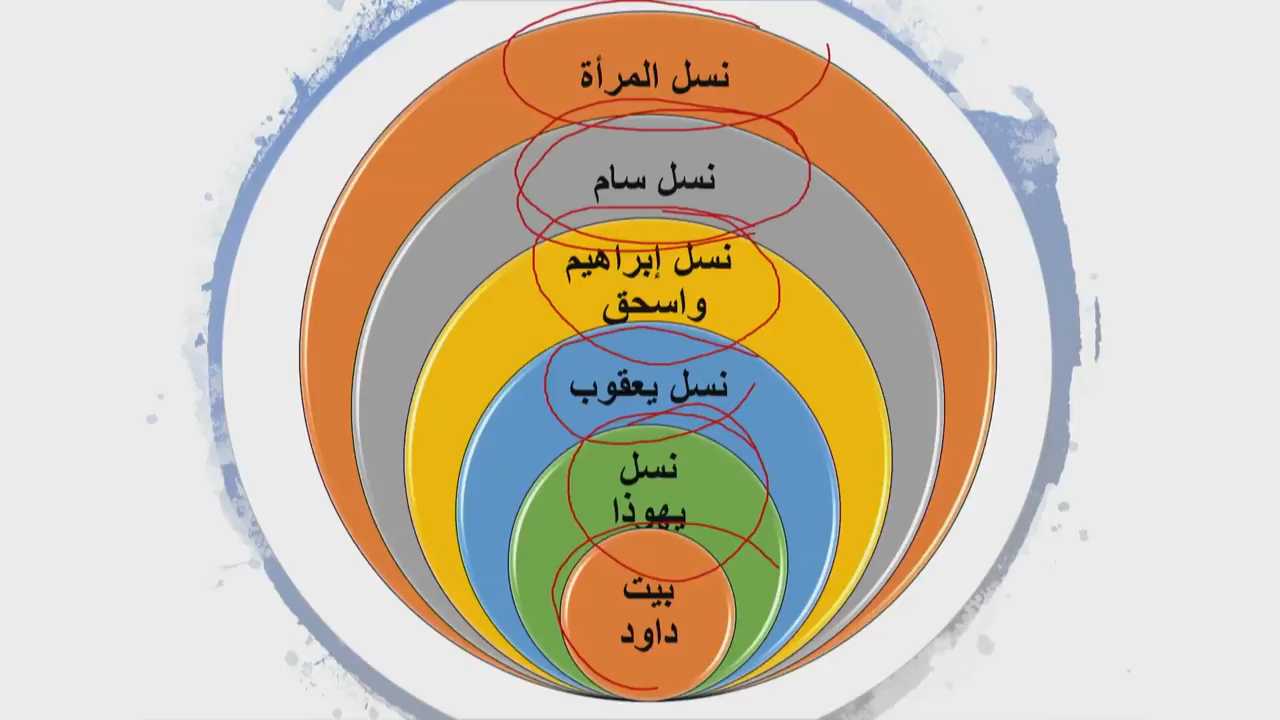 نسل المرأة
نسل سام
نسل إبراهيم
واسحق
نسل يعقوب
نسل
يهوذا
بيت
داود